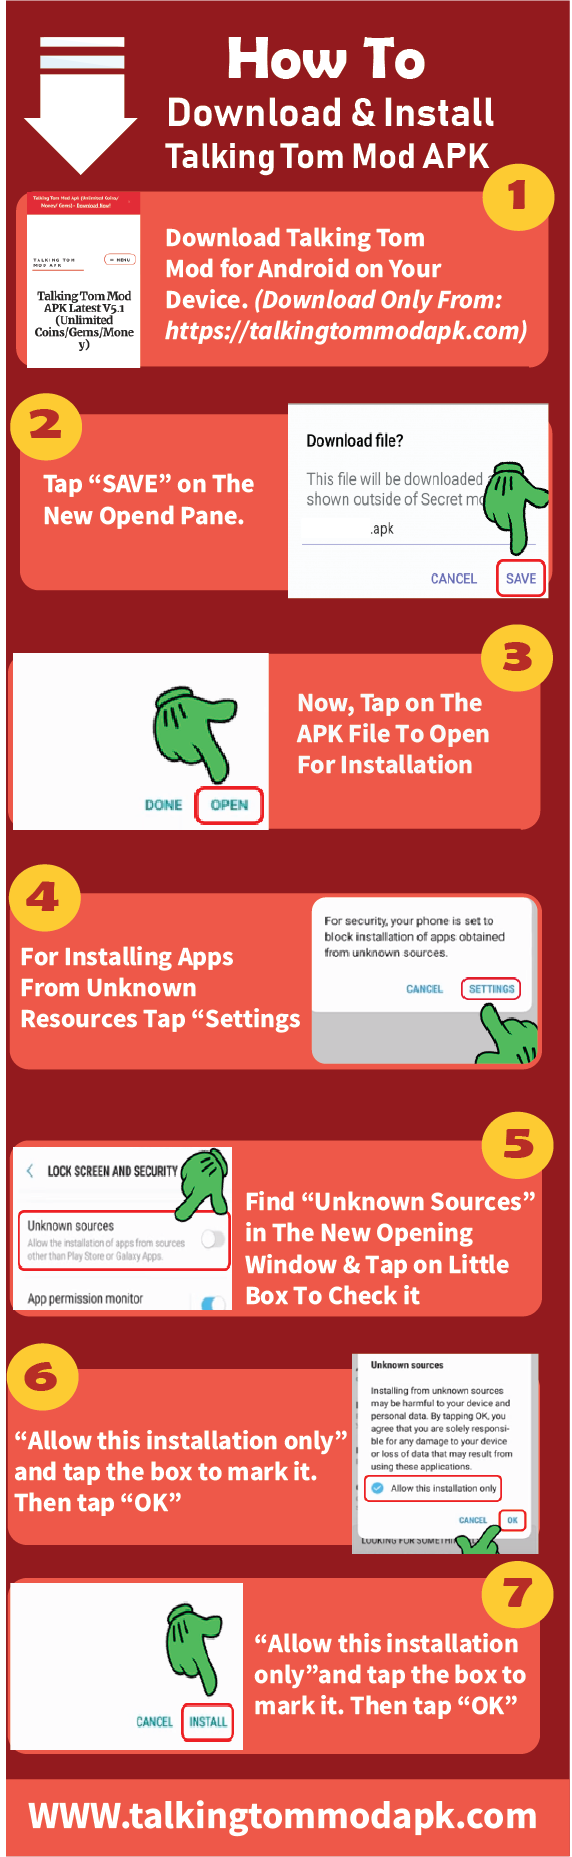 How To
Download & Install
Talking Tom Mod APK
1
Talking Tom Mod Apk (Unlimited Coins/
Money/ Gems) - Download Now!
TALKING TOM
MOD APK
MENU
Talking Tom Mod
APK Latest V5.1
(Unlimited
Coins/Gems/Mone
y)
Download Talking Tom
Mod for Android on Your
Device. (Download Only From:
https://talkingtommodapk.com)
2
Tap “SAVE” on The
New Opend Pane.
Download file?
This file will be downloaded
shown outside of Secret mo
.apk
CANCEL SAVE
3
DONE OPEN
Now, Tap on The
APK File To Open
For Installation
4
For Installing Apps
From Unknown
Resources Tap “Settings
For security, your phone is set to
block installation of apps obtained
from unknown sources.
CANCEL SETTINGS
5
LOCK SCREEN AND SECURITY
Unknown sources
Allow the installation of apps from sources
other than Play Store or Galaxy Apps.
App permission monitor
Find “Unknown Sources”
in The New Opening
Window & Tap on Little
Box To Check it
6
“Allow this installation only”
and tap the box to mark it.
Then tap “OK”
Unknown sources
Installing from unknown sources
may be harmful to your device and
personal data. By tapping OK, you
agree that you are solely responsi-
ble for any damage to your device
or loss of data that may result from
using these applications.
Allow this installation only
CANCEL OK
LOOKING FOR SOMETHI
7
CANCEL INSTALL
“Allow this installation
only”and tap the box to
mark it. Then tap “OK”
WWW.talkingtommodapk.com